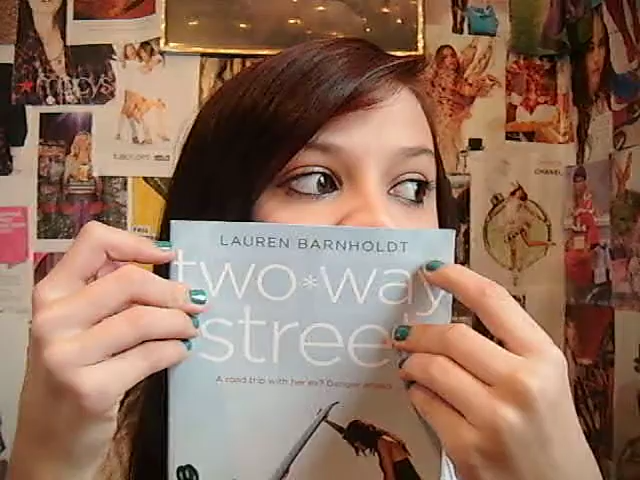 LAUREN BARNHOLDT
two*way
street
A road trip with her ex? Danger ahead.
macy's
CHANEL